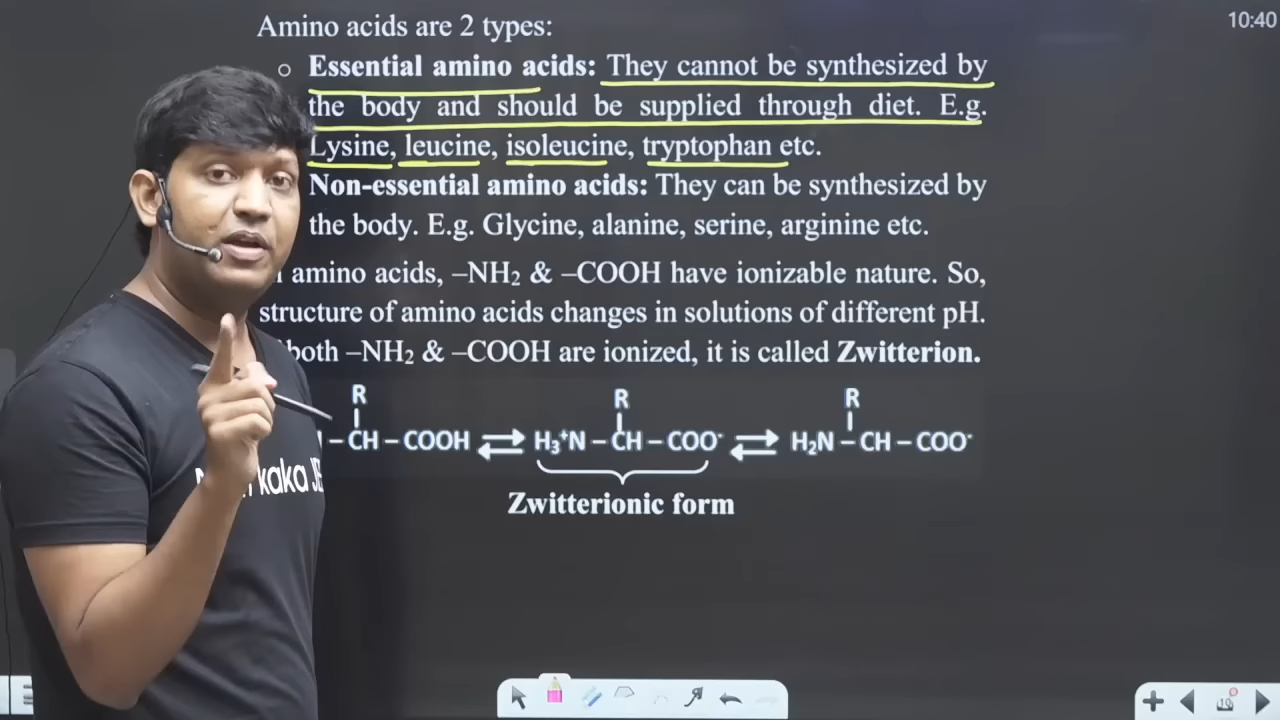 Amino acids are 2 types:
10:40
○ Essential amino acids: They cannot be synthesized by
the body and should be supplied through diet. E.g.
Lysine, leucine, isoleucine, tryptophan etc.
Non-essential amino acids: They can be synthesized by
the body. E.g. Glycine, alanine, serine, arginine etc.
amino acids, –NH₂ & –COOH have ionizable nature. So,
structure of amino acids changes in solutions of different pH.
both –NH₂ & –COOH are ionized, it is called Zwitterion.
R R R
– CH – COOH ⇌ H₃⁺N – CH – COO⁻ ⇌ H₂N – CH – COO⁻
kaka JE
Zwitterionic form